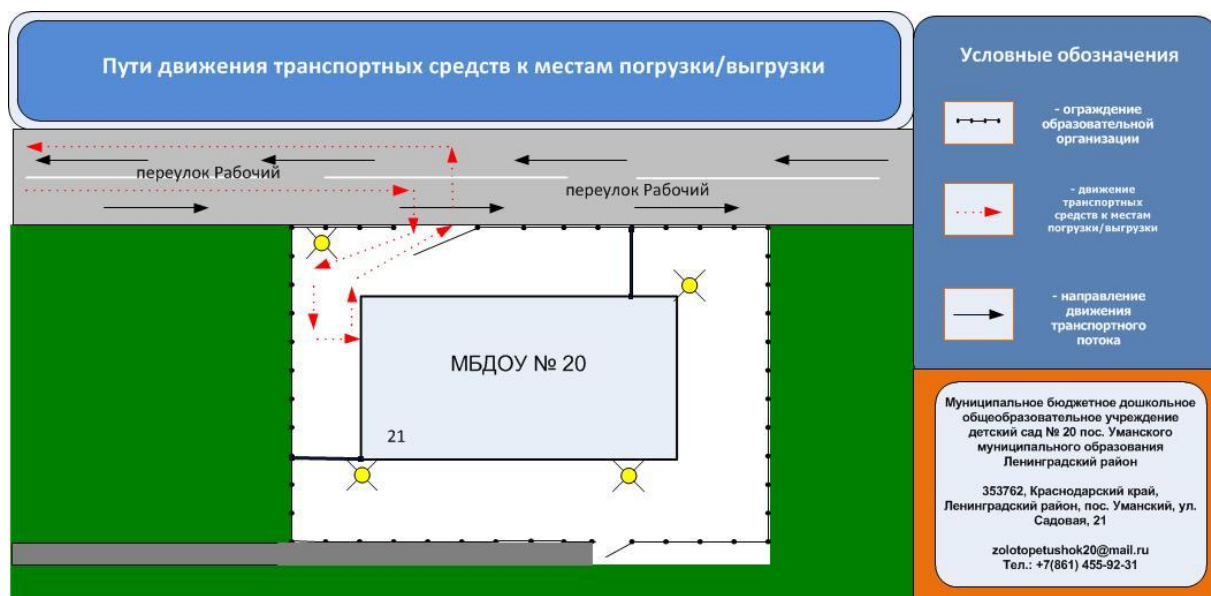 Пути движения транспортных средств к местам погрузки/выгрузки
переулок Рабочий
переулок Рабочий
МБДОУ № 20
21
Условные обозначения
- ограждение
образовательной
организации
- движение
транспортных
средств к местам
погрузки/выгрузки
- направление
движения
транспортного
потока
Муниципальное бюджетное дошкольное
общеобразовательное учреждение
детский сад № 20 пос. Уманского
муниципального образования
Ленинградский район
353762, Краснодарский край,
Ленинградский район, пос. Уманский, ул.
Садовая, 21
zolotopetushok20@mail.ru
Тел.: +7(861) 455-92-31